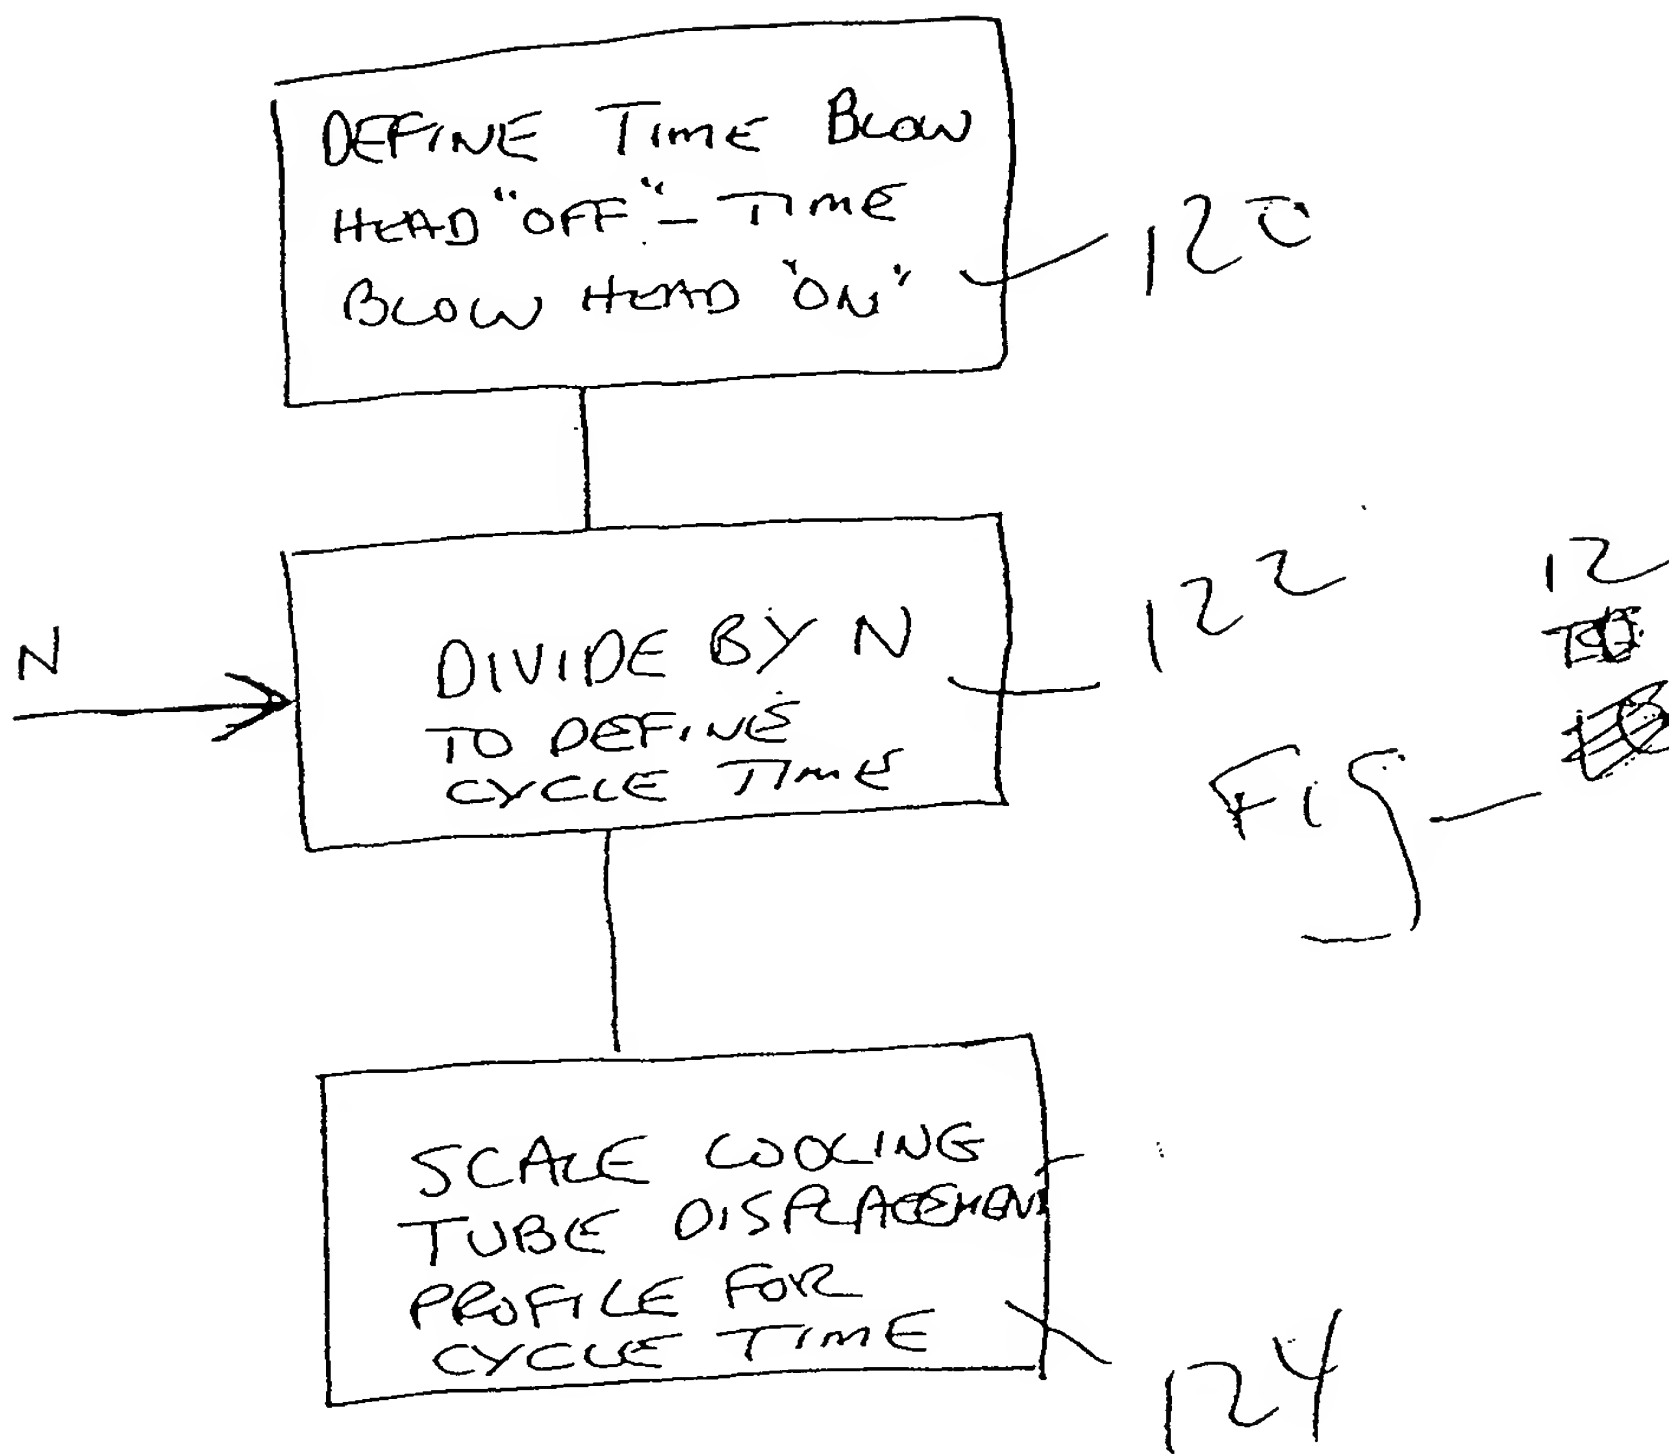 DEFINE TIME BLOW
HEAD "OFF" - TIME
BLOW HEAD "ON"
120
N
DIVIDE BY N
TO DEFINE
CYCLE TIME
122
12
Fig
SCALE COOLING
TUBE DISPLACEMENT
PROFILE FOR
CYCLE TIME
124